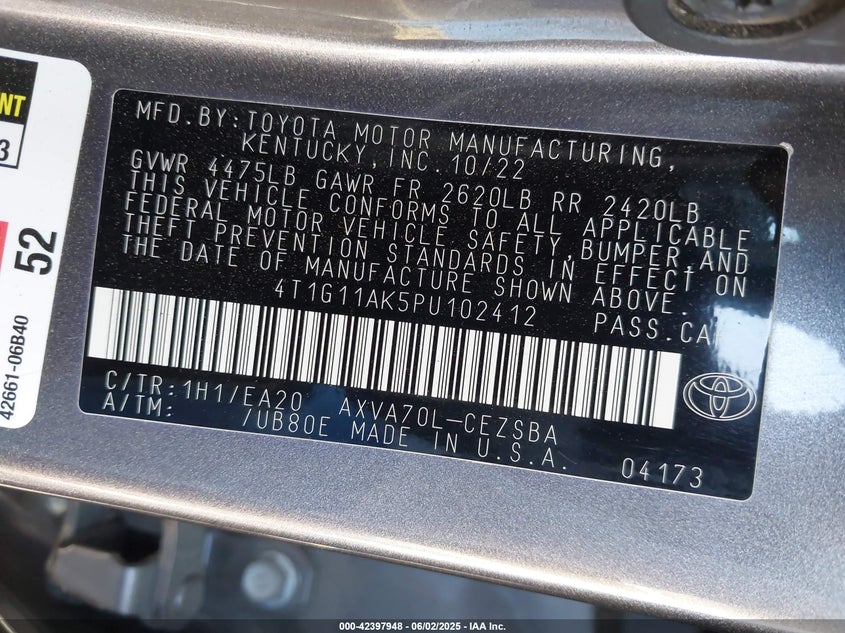 NT
3
52
42661-06B40
MFD.BY:TOYOTA MOTOR MANUFACTURING,
KENTUCKY,INC. 10/22
GVWR 4475LB GAWR FR 2620LB RR 2420LB
THIS VEHICLE CONFORMS TO ALL APPLICABLE
FEDERAL MOTOR VEHICLE SAFETY,BUMPER,AND
THEFT PREVENTION STANDARDS IN EFFECT ON
THE DATE OF MANUFACTURE SHOWN ABOVE.
4T1G11AK5PU102412 PASS.CAR
C/TR:1H1/EA20 AXVA70L-CEZSBA
A/TM: /UB80E MADE IN U.S.A. 04173
000-42397948 - 06/02/2025 - IAA Inc.